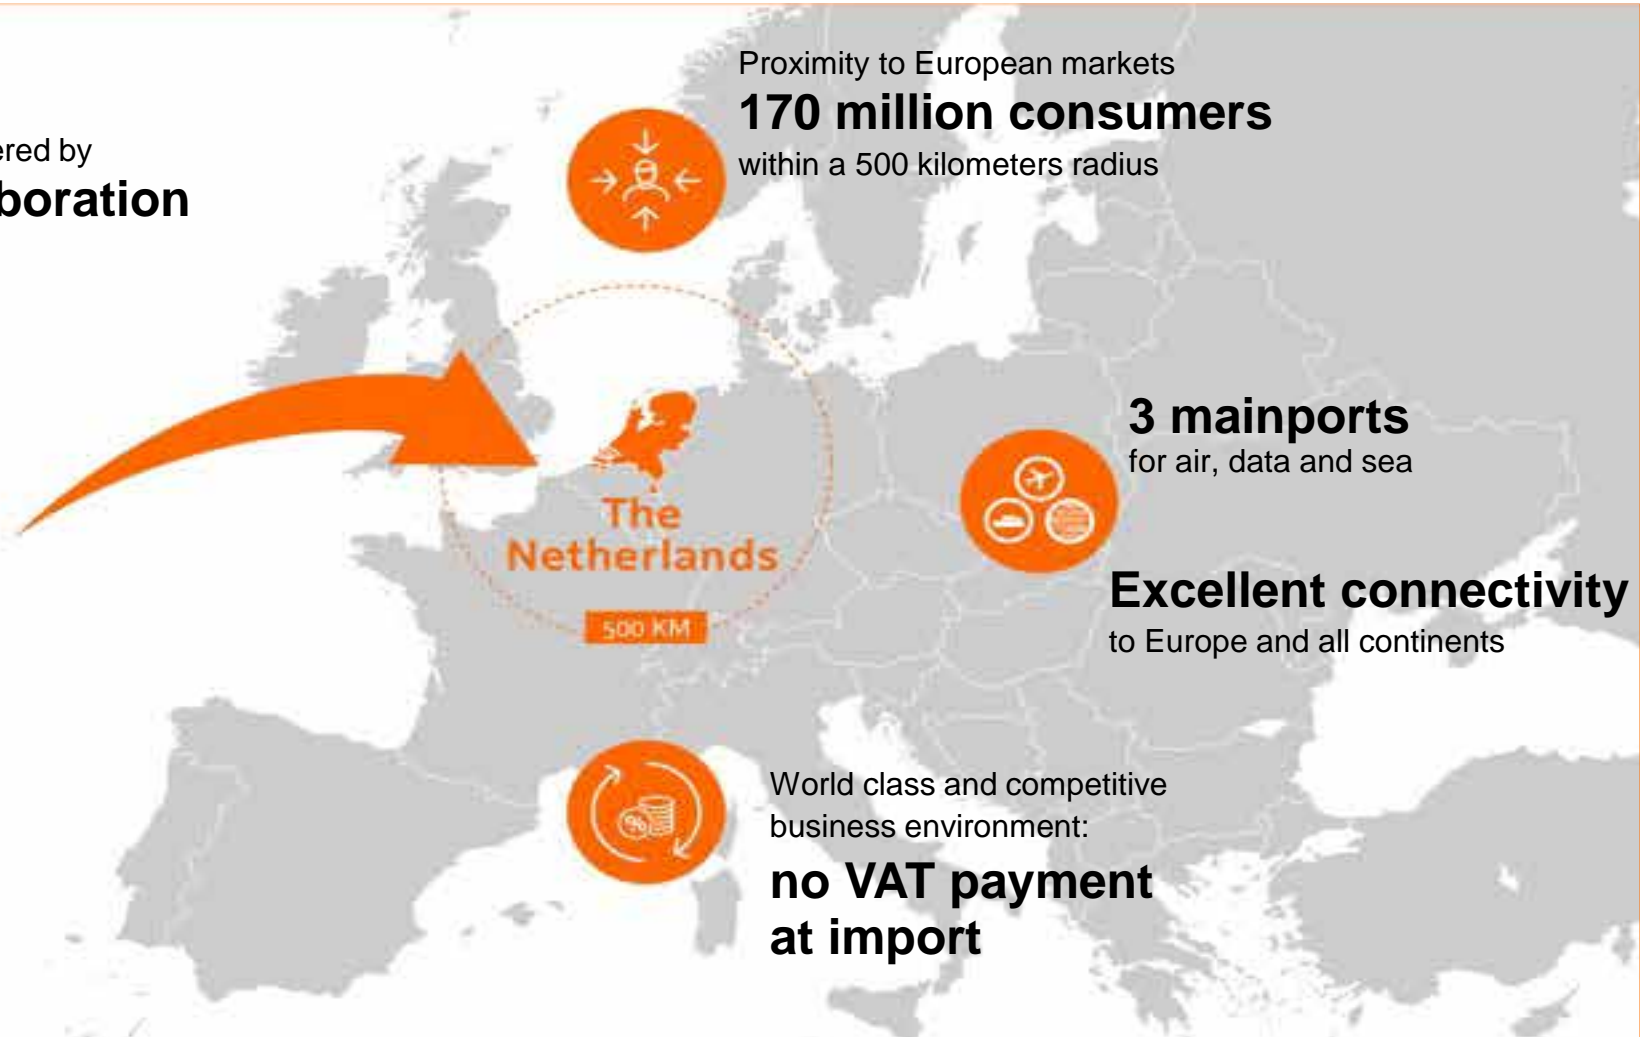 Proximity to European markets
170 million consumers
within a 500 kilometers radius
ered by
boration
3 mainports
for air, data and sea
The
Netherlands
Excellent connectivity
500 KM
to Europe and all continents
World class and competitive
business environment:
no VAT payment
at import